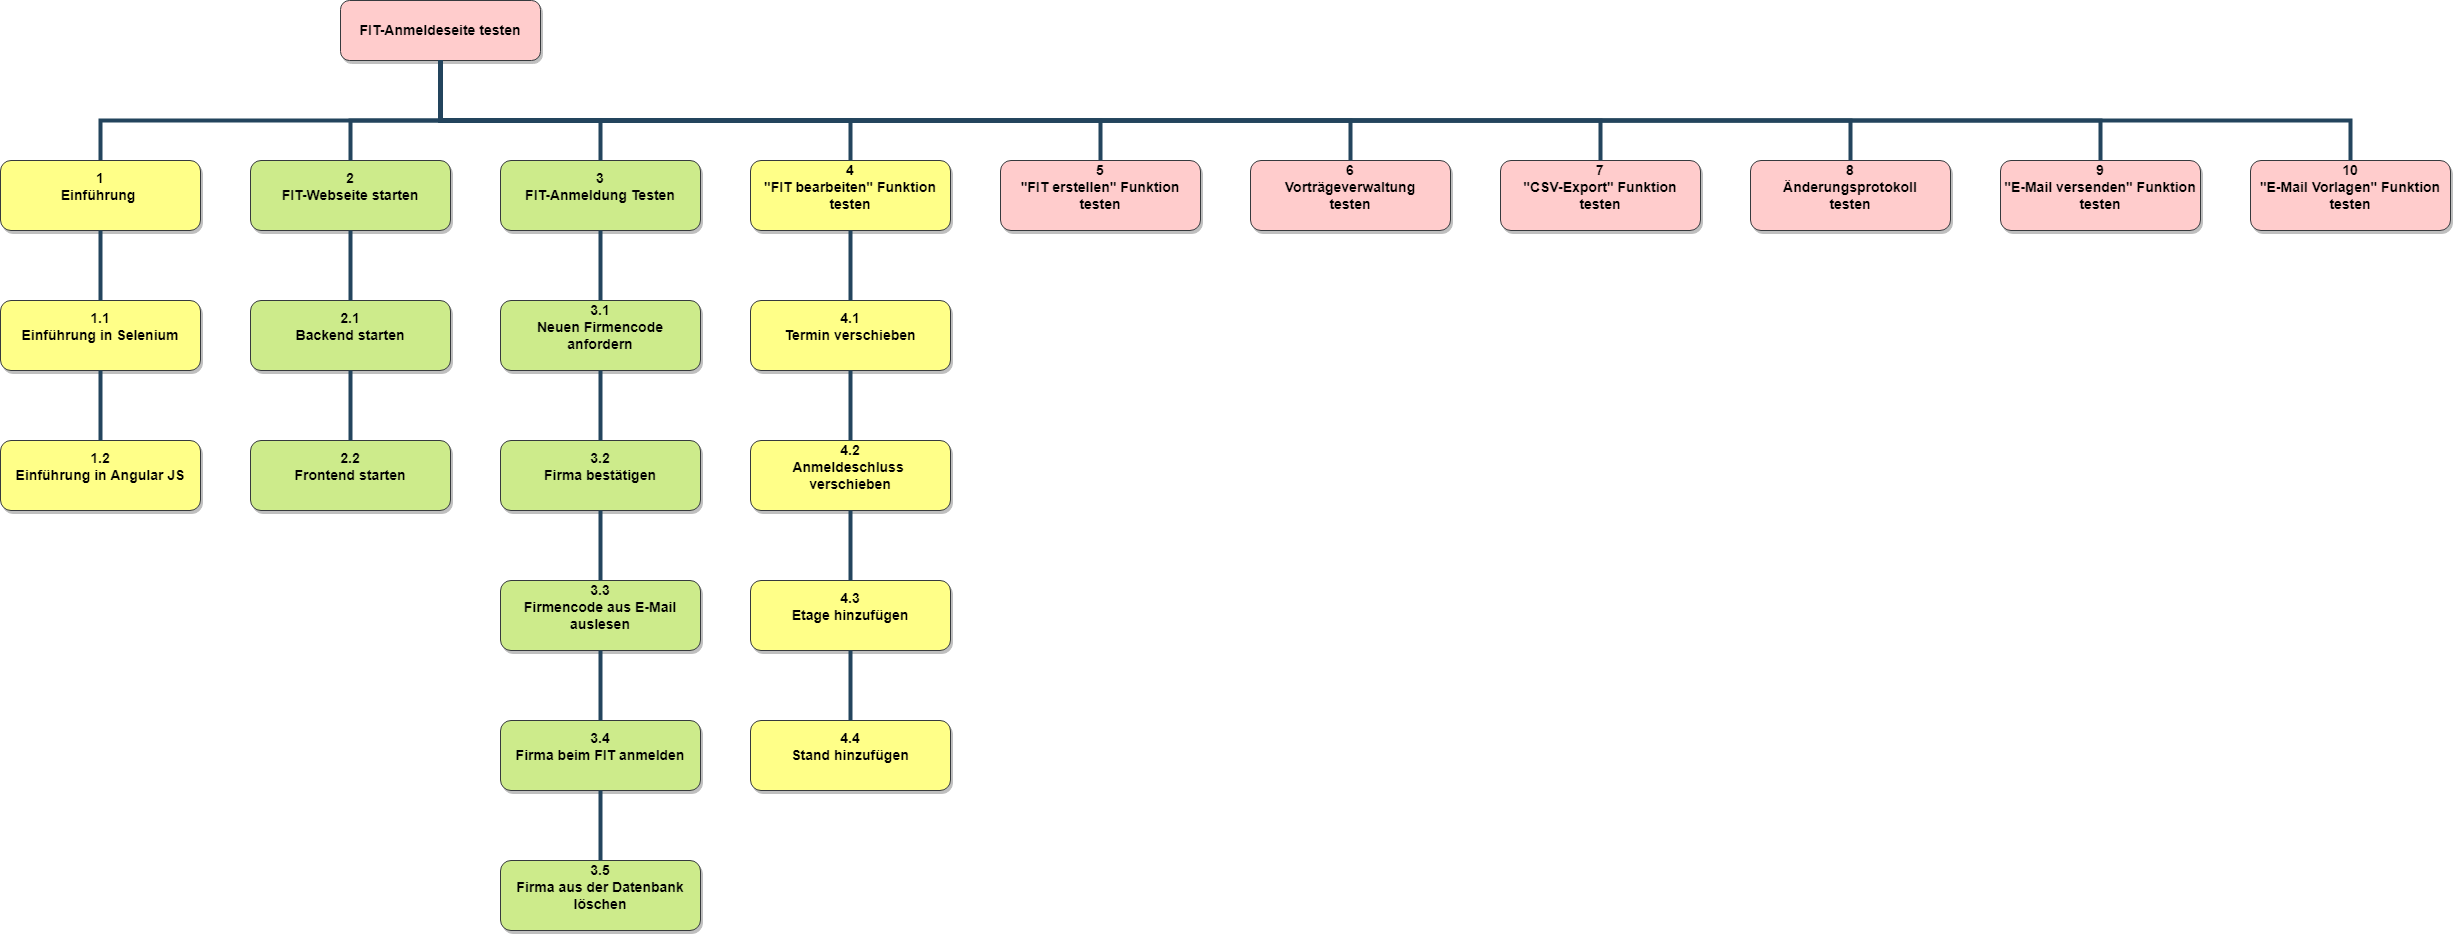 FIT-Anmeldeseite testen
1
Einführung
2
FIT-Webseite starten
3
FIT-Anmeldung Testen
4
"FIT bearbeiten" Funktion
testen
5
"FIT erstellen" Funktion
testen
6
Vorträgeverwaltung
testen
7
"CSV-Export" Funktion
testen
8
Änderungsprotokoll
testen
9
"E-Mail versenden" Funktion
testen
10
"E-Mail Vorlagen" Funktion
testen
1.1
Einführung in Selenium
2.1
Backend starten
3.1
Neuen Firmencode
anfordern
4.1
Termin verschieben
1.2
Einführung in Angular JS
2.2
Frontend starten
3.2
Firma bestätigen
4.2
Anmeldeschluss
verschieben
3.3
Firmencode aus E-Mail
auslesen
4.3
Etage hinzufügen
3.4
Firma beim FIT anmelden
4.4
Stand hinzufügen
3.5
Firma aus der Datenbank
löschen